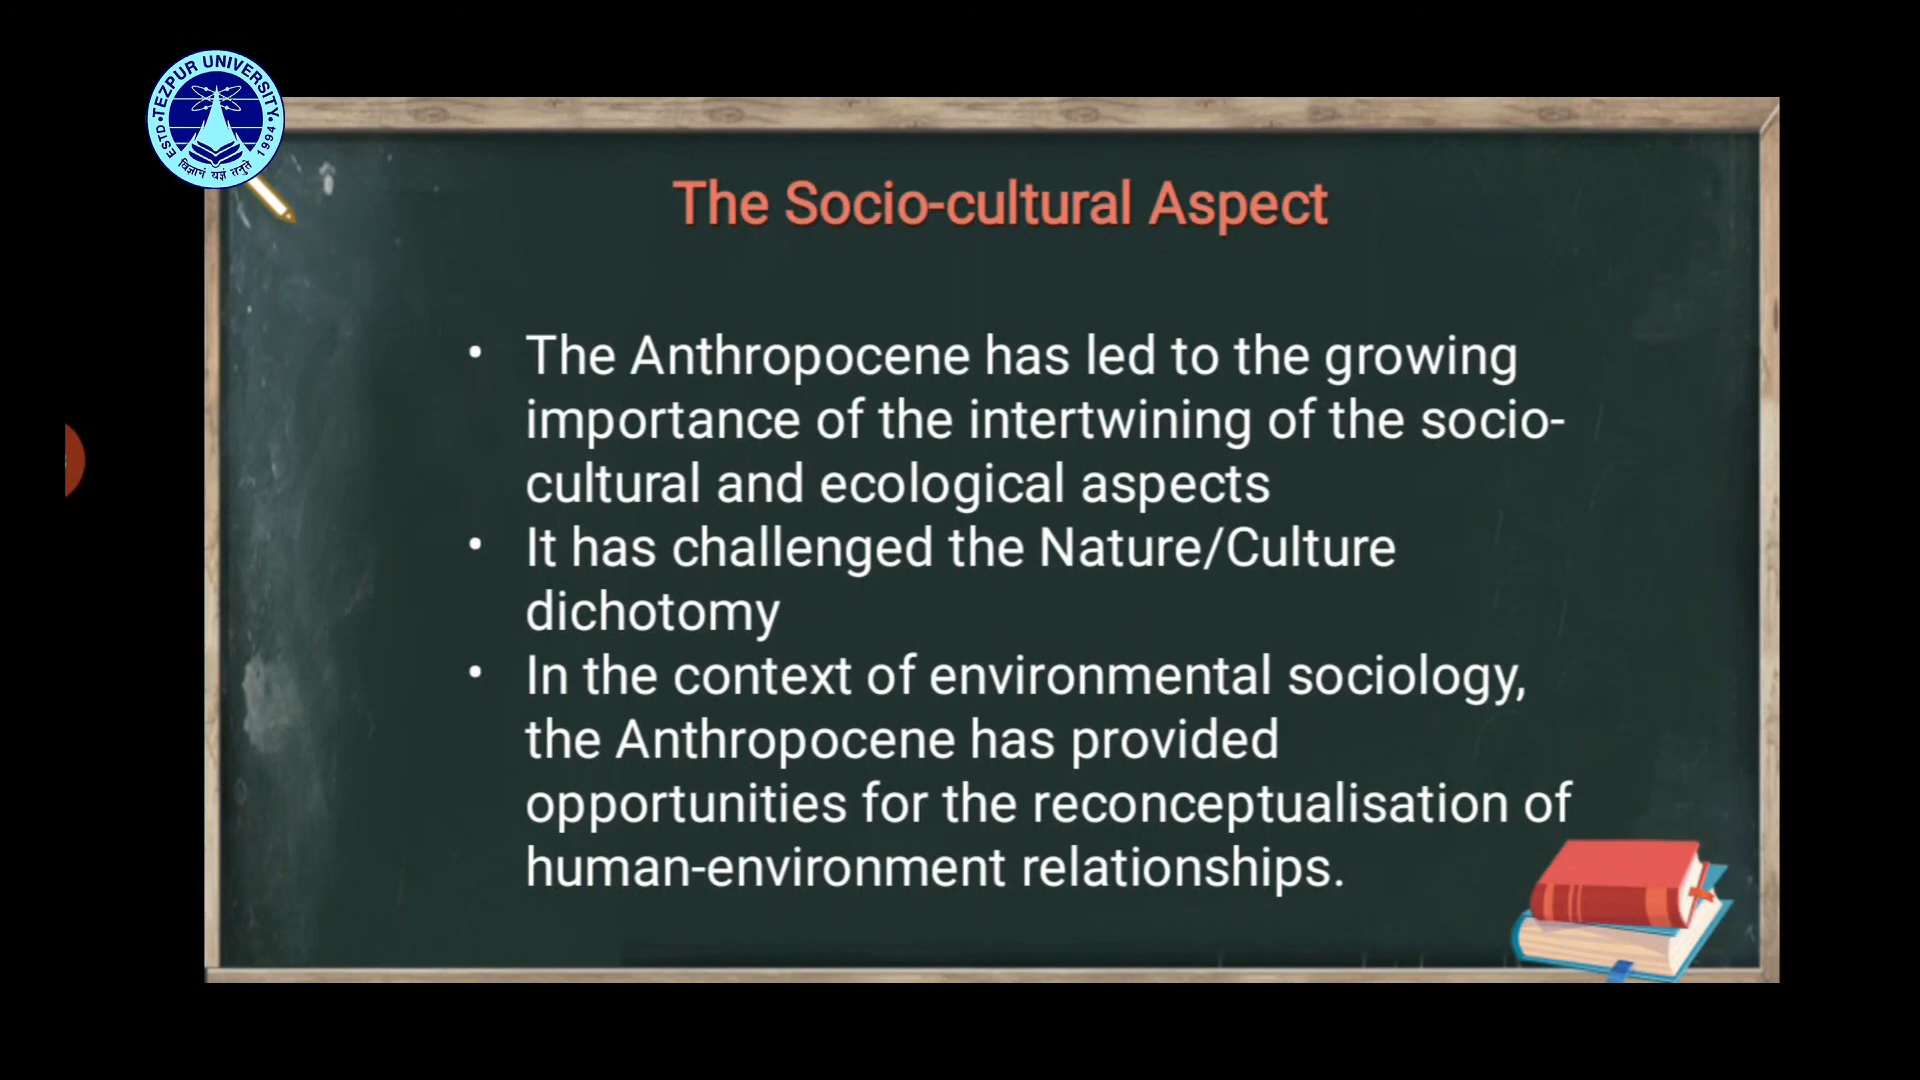 TEZPUR UNIVERSITY
ESTD
1994
विज्ञानं यज्ञं तनुते
The Socio-cultural Aspect
• The Anthropocene has led to the growing
importance of the intertwining of the socio-
cultural and ecological aspects
• It has challenged the Nature/Culture
dichotomy
• In the context of environmental sociology,
the Anthropocene has provided
opportunities for the reconceptualisation of
human-environment relationships.